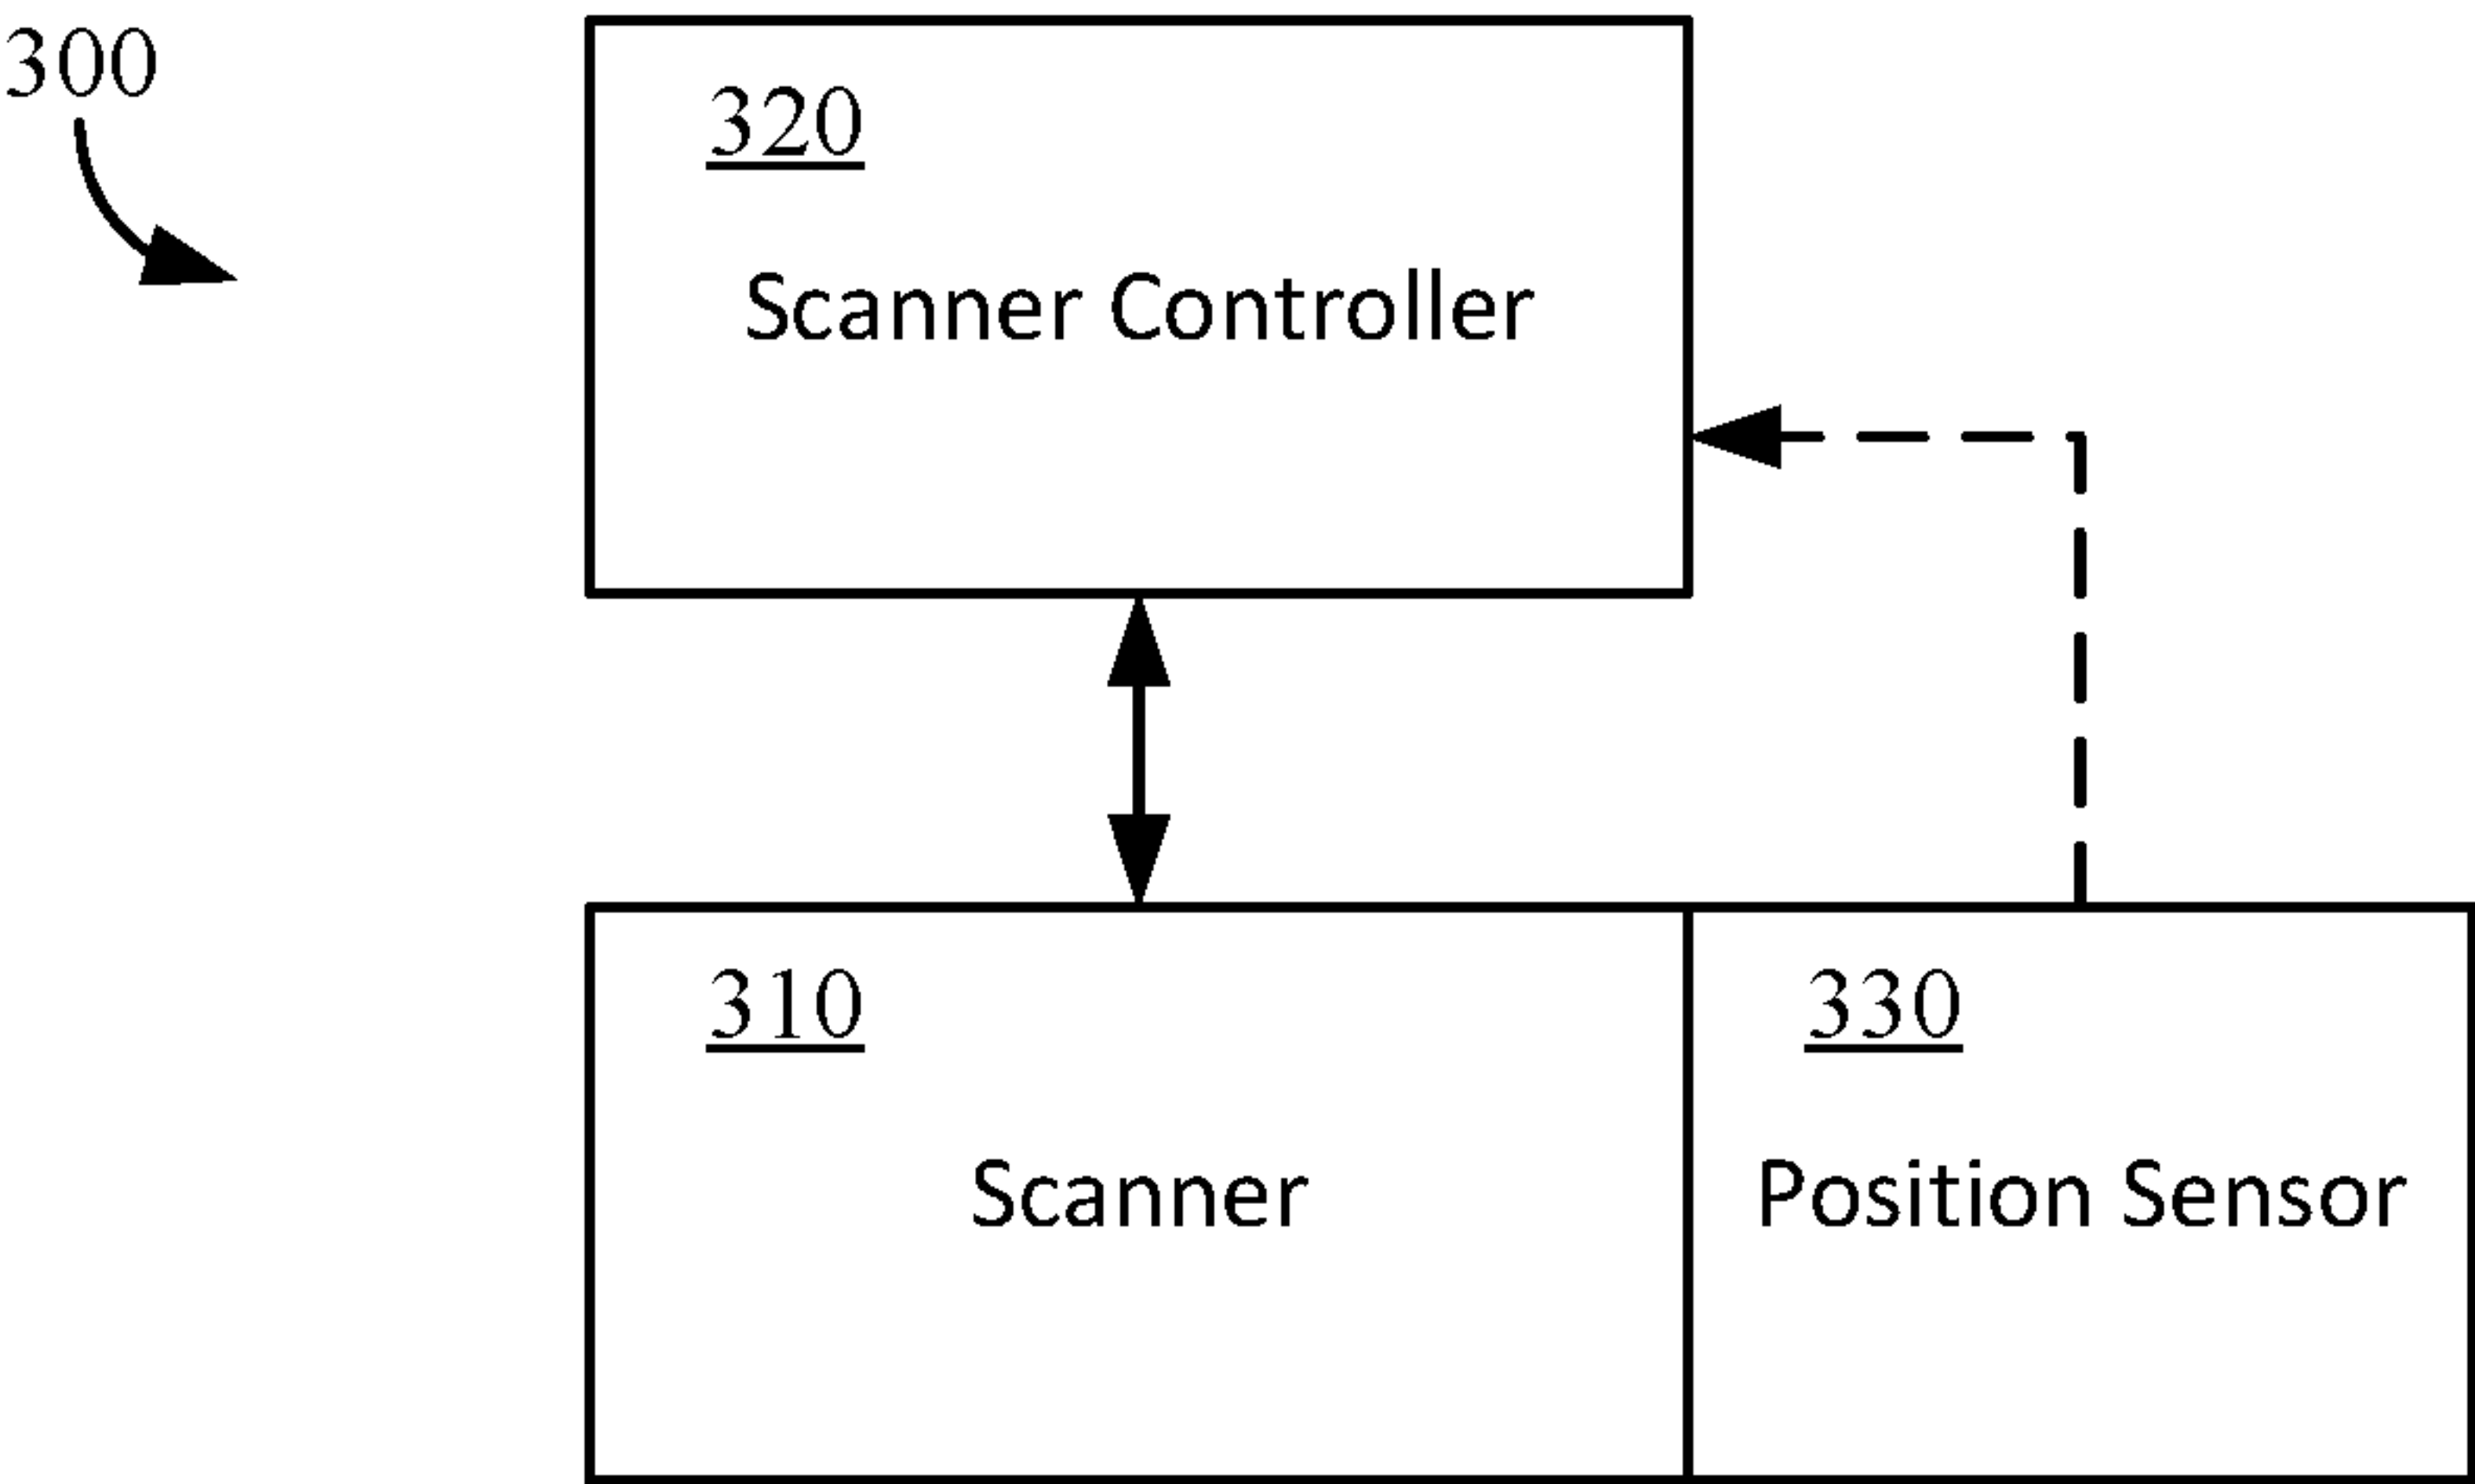 300
320
Scanner Controller
310
Scanner
330
Position Sensor